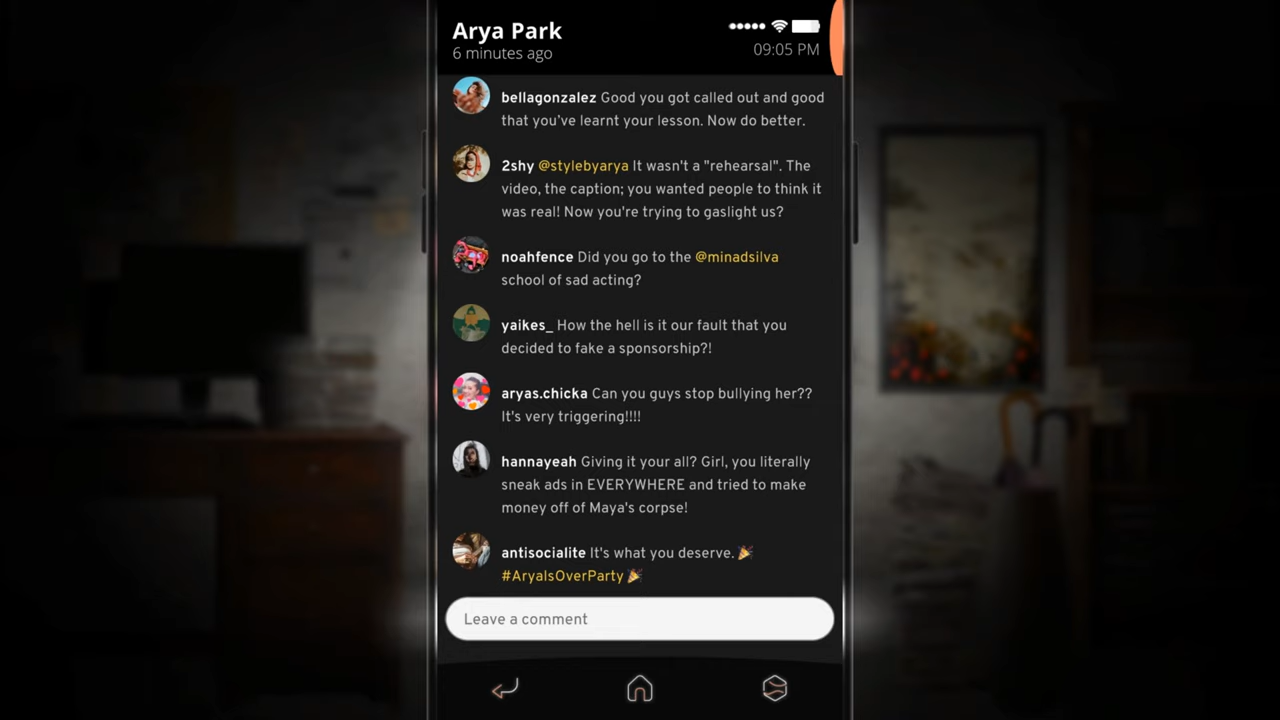 Arya Park
6 minutes ago
09:05 PM
bellagonzalez Good you got called out and good
that you've learnt your lesson. Now do better.
2shy @stylebyarya It wasn't a "rehearsal". The
video, the caption; you wanted people to think it
was real! Now you're trying to gaslight us?
noahfence Did you go to the @minadsilva
school of sad acting?
yaikes_ How the hell is it our fault that you
decided to fake a sponsorship?!
aryas.chicka Can you guys stop bullying her??
It's very triggering!!!!
hannayeah Giving it your all? Girl, you literally
sneak ads in EVERYWHERE and tried to make
money off of Maya's corpse!
antisocialite It's what you deserve. 🎉
#AryaIsOverParty 🎉
Leave a comment